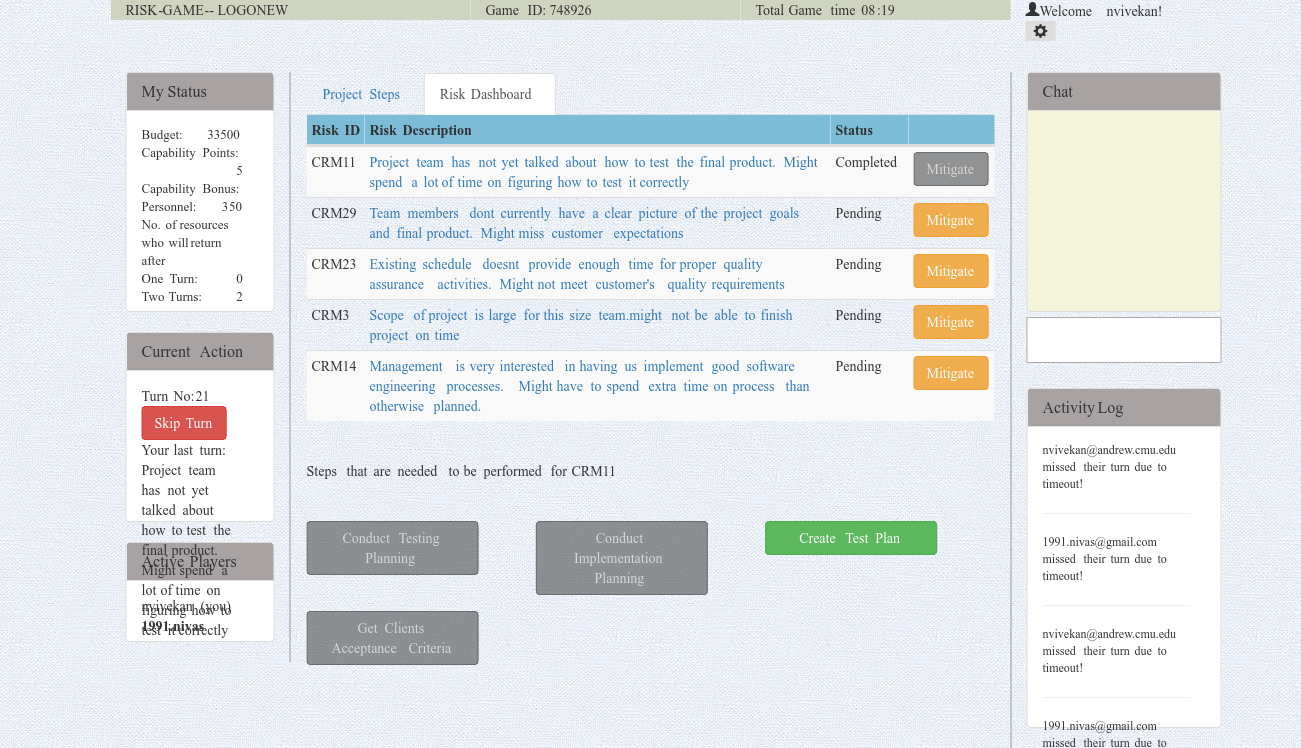 RISK-GAME-- LOGONEW
Game ID: 748926
Total Game time 08:19
Welcome nvivekan!
My Status
Budget: 33500
Capability Points:
5
Capability Bonus:
Personnel: 350
No. of resources
who will return
after
One Turn: 0
Two Turns: 2
Current Action
Turn No:21
Skip Turn
Your last turn:
Project team
has not yet
talked about
how to test the
final product.
Might spend a
lot of time on
figuring how to
test it correctly
Active Players
nvivekan (you)
1991.nivas
Project Steps
Risk Dashboard
Risk ID Risk Description Status
CRM11 Project team has not yet talked about how to test the final product. Might Completed Mitigate
spend a lot of time on figuring how to test it correctly
CRM29 Team members dont currently have a clear picture of the project goals Pending Mitigate
and final product. Might miss customer expectations
CRM23 Existing schedule doesnt provide enough time for proper quality Pending Mitigate
assurance activities. Might not meet customer's quality requirements
CRM3 Scope of project is large for this size team.might not be able to finish Pending Mitigate
project on time
CRM14 Management is very interested in having us implement good software Pending Mitigate
engineering processes. Might have to spend extra time on process than
otherwise planned.
Steps that are needed to be performed for CRM11
Conduct Testing
Planning
Conduct
Implementation
Planning
Create Test Plan
Get Clients
Acceptance Criteria
Chat
Activity Log
nvivekan@andrew.cmu.edu
missed their turn due to
timeout!
1991.nivas@gmail.com
missed their turn due to
timeout!
nvivekan@andrew.cmu.edu
missed their turn due to
timeout!
1991.nivas@gmail.com
missed their turn due to